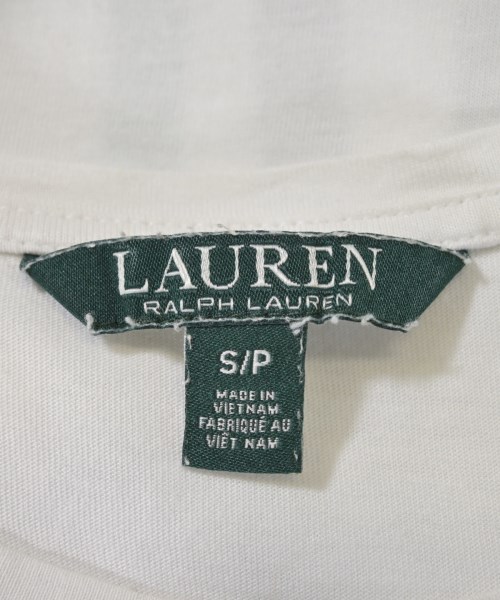 LAUREN
RALPH LAUREN
S/P
MADE IN
VIETNAM
FABRIQUÉ AU
VIÊT NAM